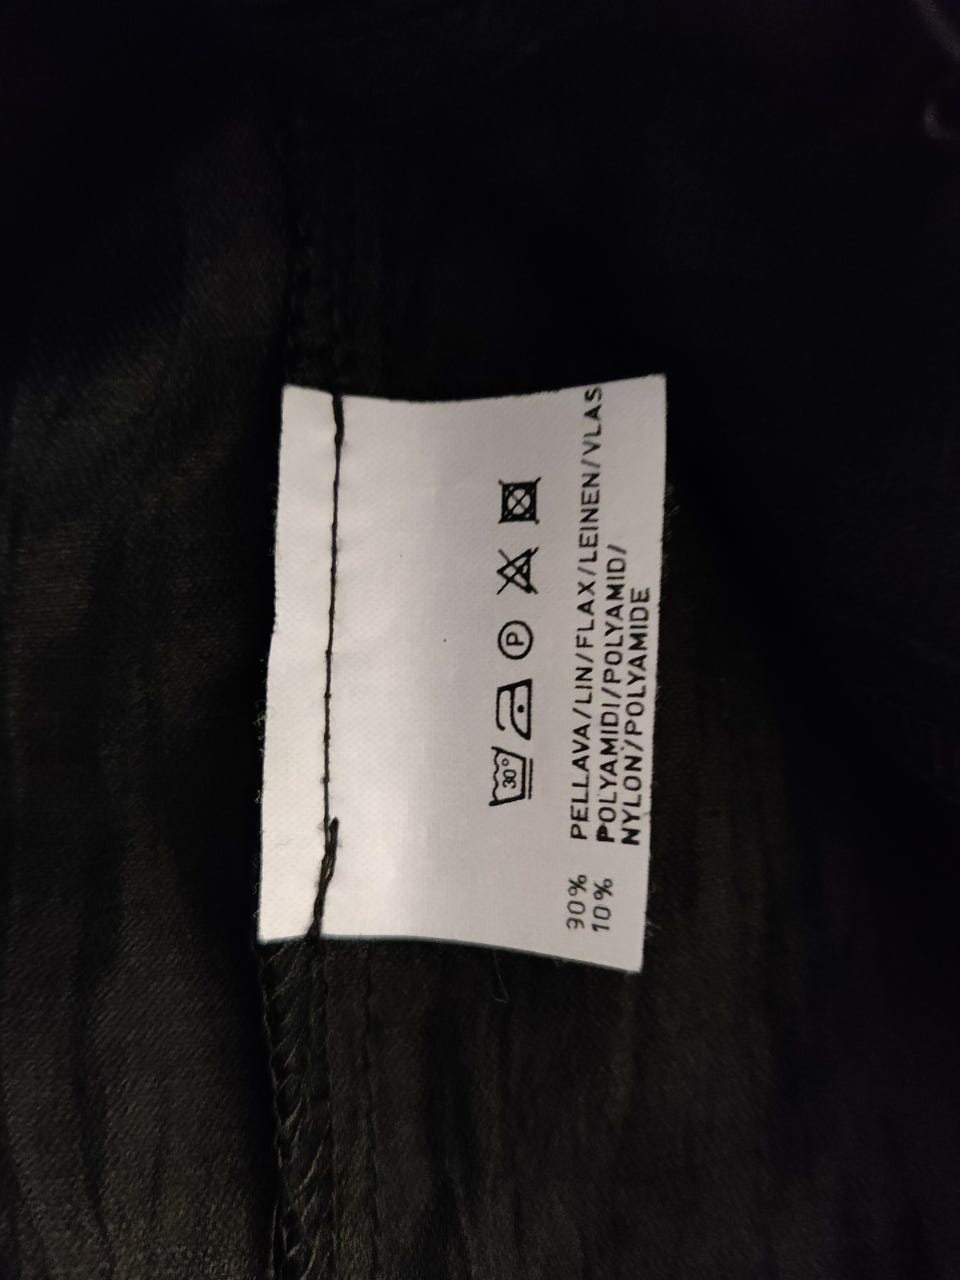 30°
P
90% PELLAVA/LIN/FLAX/LEINEN/VLAS
10% POLYAMIDI/POLYAMID/
NYLON/POLYAMIDE